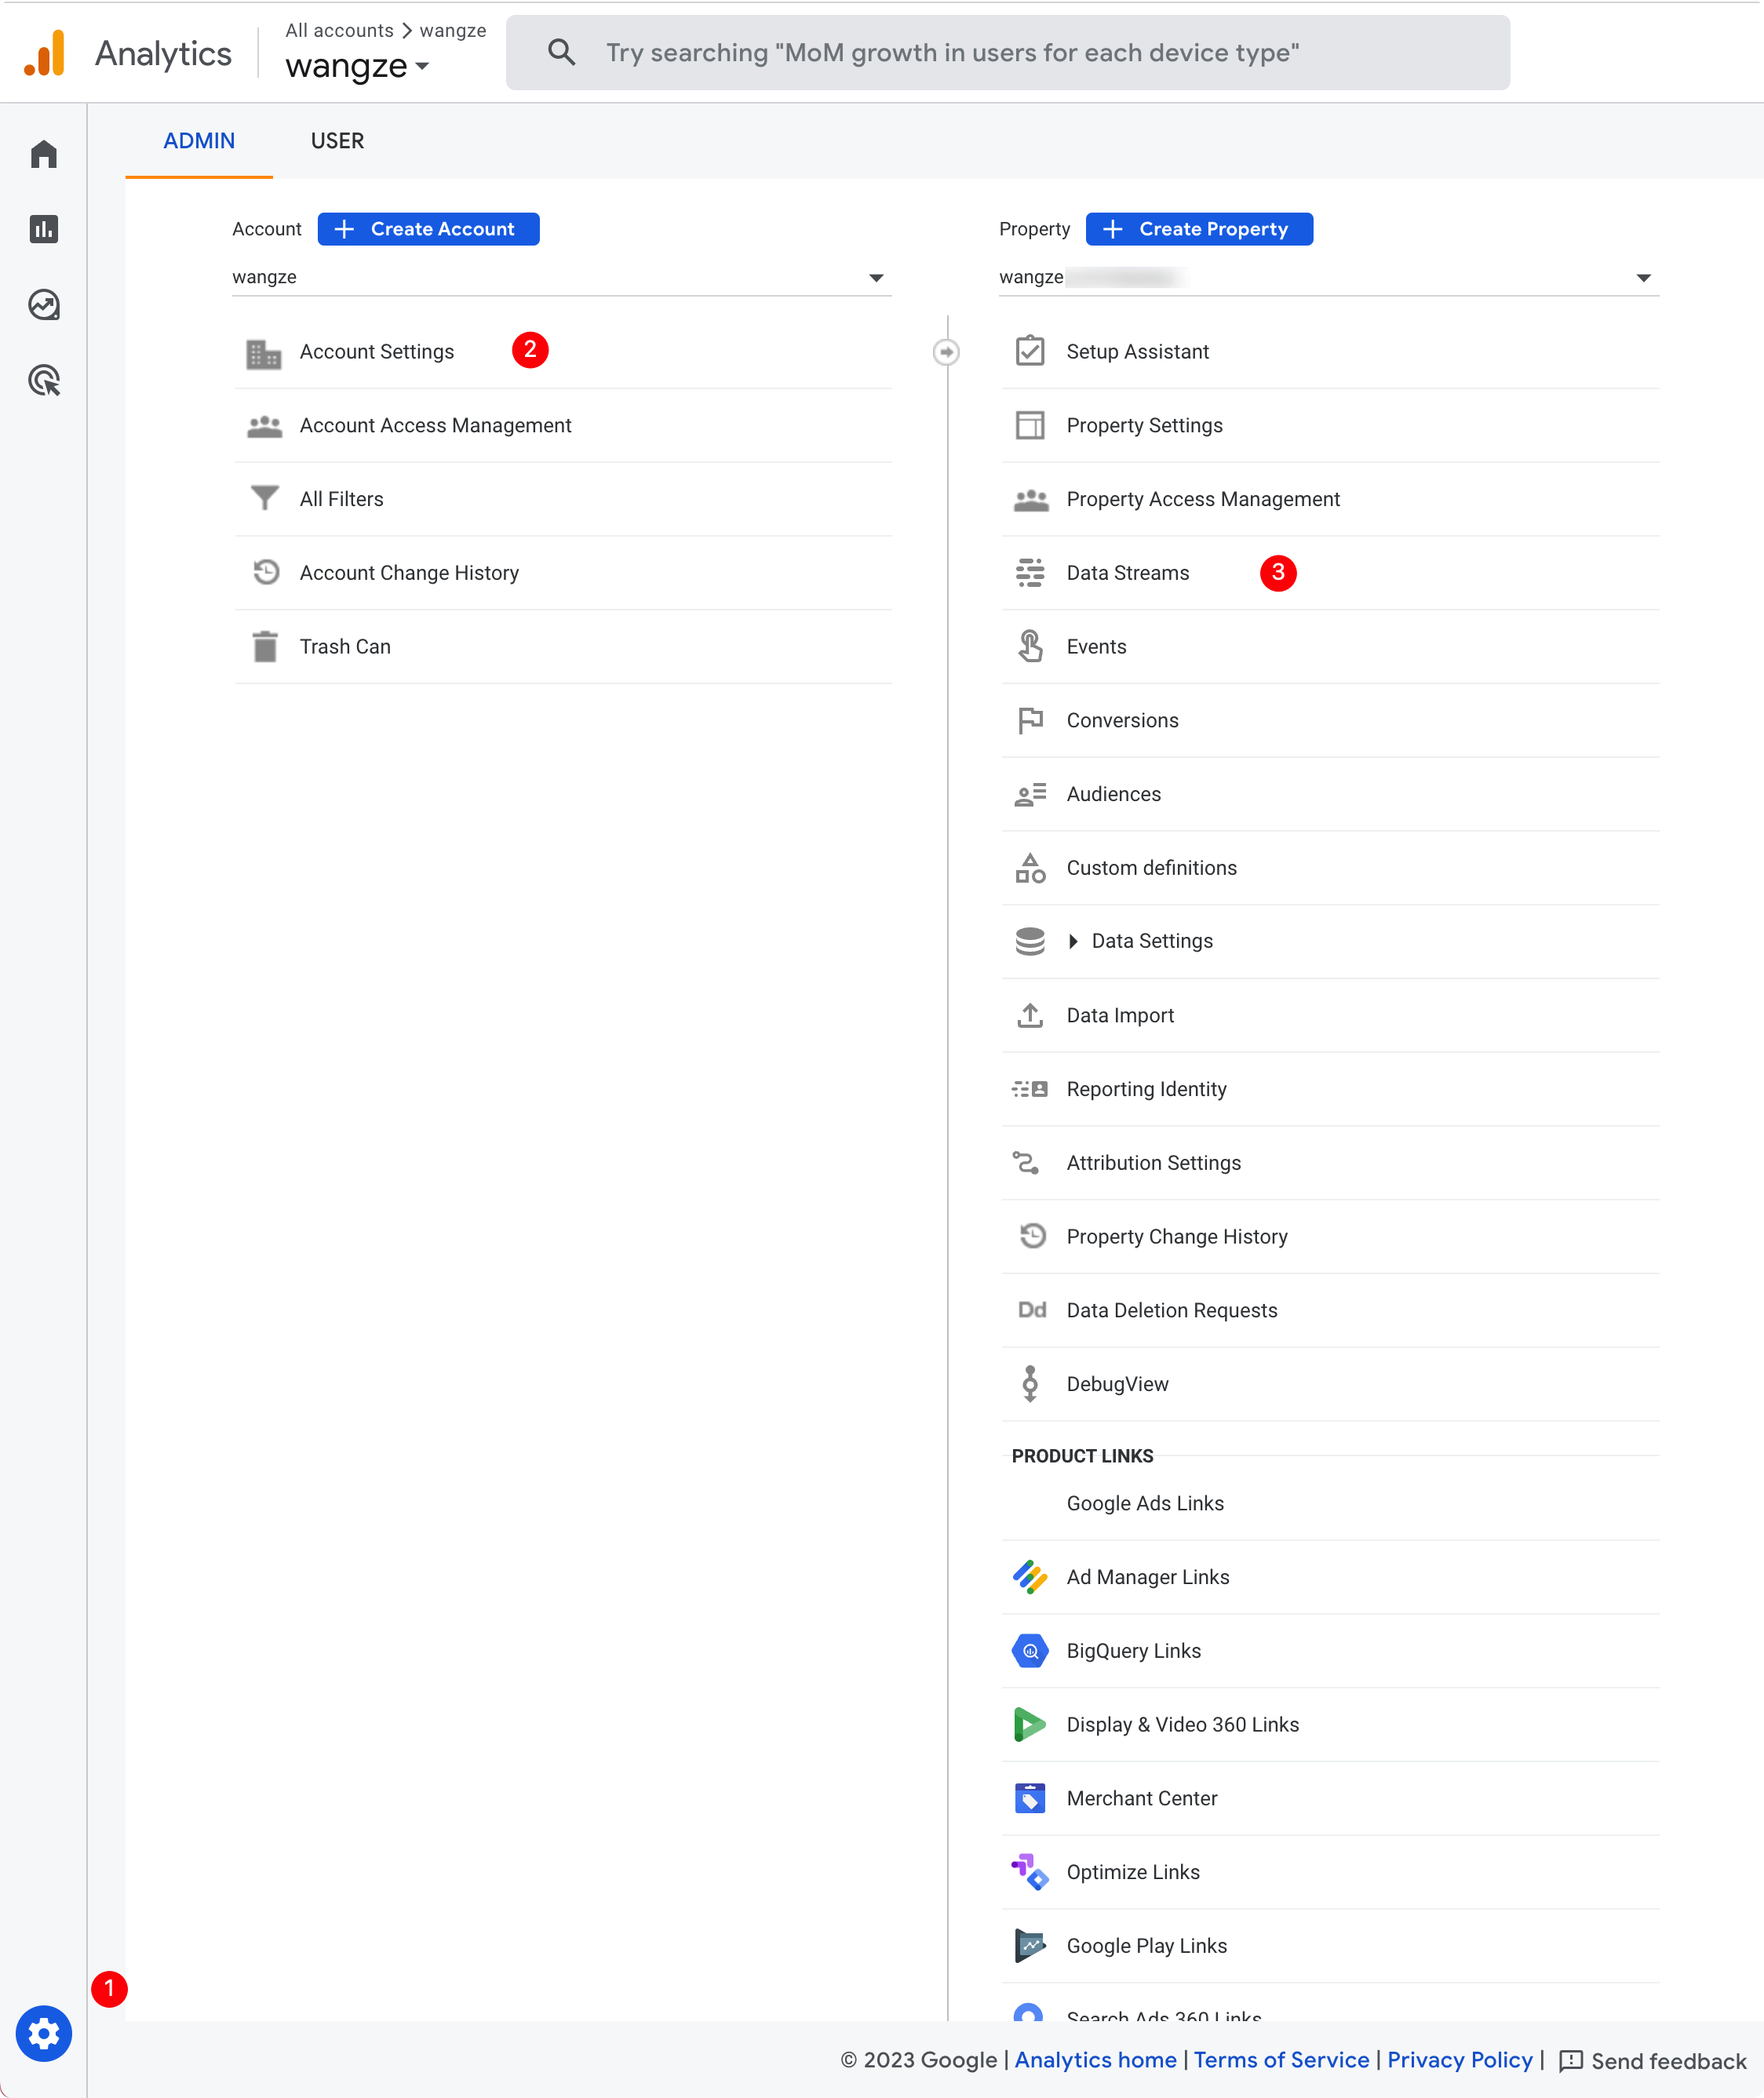 Analytics
All accounts > wangze
wangze
Try searching "MoM growth in users for each device type"
ADMIN
USER
Account
+ Create Account
wangze
Account Settings
2
Account Access Management
All Filters
Account Change History
Trash Can
Property
+ Create Property
wangze
Setup Assistant
Property Settings
Property Access Management
Data Streams
3
Events
Conversions
Audiences
Custom definitions
Data Settings
Data Import
Reporting Identity
Attribution Settings
Property Change History
Dd Data Deletion Requests
DebugView
PRODUCT LINKS
Google Ads Links
Ad Manager Links
BigQuery Links
Display & Video 360 Links
Merchant Center
Optimize Links
Google Play Links
Search Ads 360 Links
1
© 2023 Google | Analytics home | Terms of Service | Privacy Policy | Send feedback